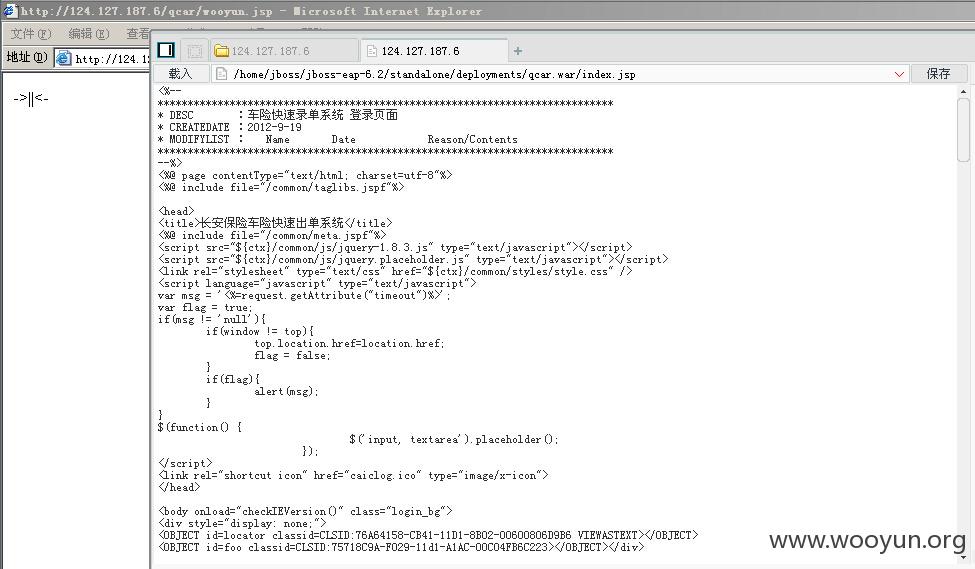 http://124.127.187.6/qcar/wooyun.jsp - Microsoft Internet Explorer
文件(F) 编辑(E) 查看
地址(D) http://124.1
->||<-
124.127.187.6 124.127.187.6 +
载入 /home/jboss/jboss-eap-6.2/standalone/deployments/qcar.war/index.jsp 保存
<%--
******************************************************************************
* DESC :车险快速录单系统 登录页面
* CREATEDATE :2012-9-19
* MODIFYLIST : Name Date Reason/Contents
******************************************************************************
--%>
<%@ page contentType="text/html; charset=utf-8"%>
<%@ include file="/common/taglibs.jspf"%>
<head>
<title>长安保险车险快速出单系统</title>
<%@ include file="/common/meta.jspf"%>
<script src="${ctx}/common/js/jquery-1.8.3.js" type="text/javascript"></script>
<script src="${ctx}/common/js/jquery.placeholder.js" type="text/javascript"></script>
<link rel="stylesheet" type="text/css" href="${ctx}/common/styles/style.css" />
<script language="javascript" type="text/javascript">
var msg = '<%=request.getAttribute("timeout")%>';
var flag = true;
if(msg != 'null'){
if(window != top){
top.location.href=location.href;
flag = false;
}
if(flag){
alert(msg);
}
}
$(function() {
$('input, textarea').placeholder();
});
</script>
<link rel="shortcut icon" href="caiclog.ico" type="image/x-icon">
</head>
<body onload="checkIEVersion()" class="login_bg">
<div style="display: none;">
<OBJECT id=locator classid=CLSID:76A64158-CB41-11D1-8B02-00600806D9B6 VIEWASTEXT></OBJECT>
<OBJECT id=foo classid=CLSID:75718C9A-F029-11d1-A1AC-00C04FB6C223></OBJECT></div>
www.wooyun.org